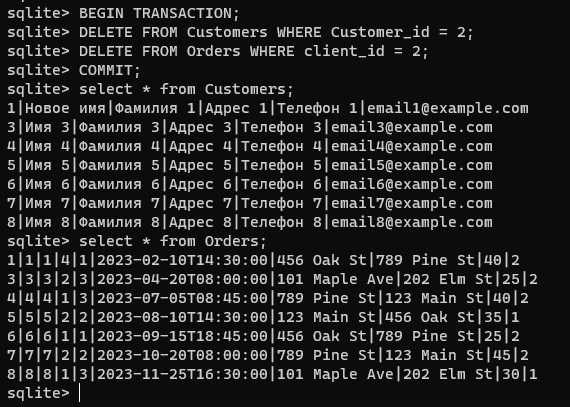 sqlite> BEGIN TRANSACTION;
sqlite> DELETE FROM Customers WHERE Customer_id = 2;
sqlite> DELETE FROM Orders WHERE client_id = 2;
sqlite> COMMIT;
sqlite> select * from Customers;
1|Новое имя|Фамилия 1|Адрес 1|Телефон 1|email1@example.com
3|Имя 3|Фамилия 3|Адрес 3|Телефон 3|email3@example.com
4|Имя 4|Фамилия 4|Адрес 4|Телефон 4|email4@example.com
5|Имя 5|Фамилия 5|Адрес 5|Телефон 5|email5@example.com
6|Имя 6|Фамилия 6|Адрес 6|Телефон 6|email6@example.com
7|Имя 7|Фамилия 7|Адрес 7|Телефон 7|email7@example.com
8|Имя 8|Фамилия 8|Адрес 8|Телефон 8|email8@example.com
sqlite> select * from Orders;
1|1|1|4|1|2023-02-10T14:30:00|456 Oak St|789 Pine St|40|2
3|3|3|2|3|2023-04-20T08:00:00|101 Maple Ave|202 Elm St|25|2
4|4|4|1|3|2023-07-05T08:45:00|789 Pine St|123 Main St|40|2
5|5|5|2|2|2023-08-10T14:30:00|123 Main St|456 Oak St|35|1
6|6|6|1|1|2023-09-15T18:45:00|456 Oak St|789 Pine St|25|2
7|7|7|2|2|2023-10-20T08:00:00|789 Pine St|123 Main St|45|2
8|8|8|1|3|2023-11-25T16:30:00|101 Maple Ave|202 Elm St|30|1
sqlite>